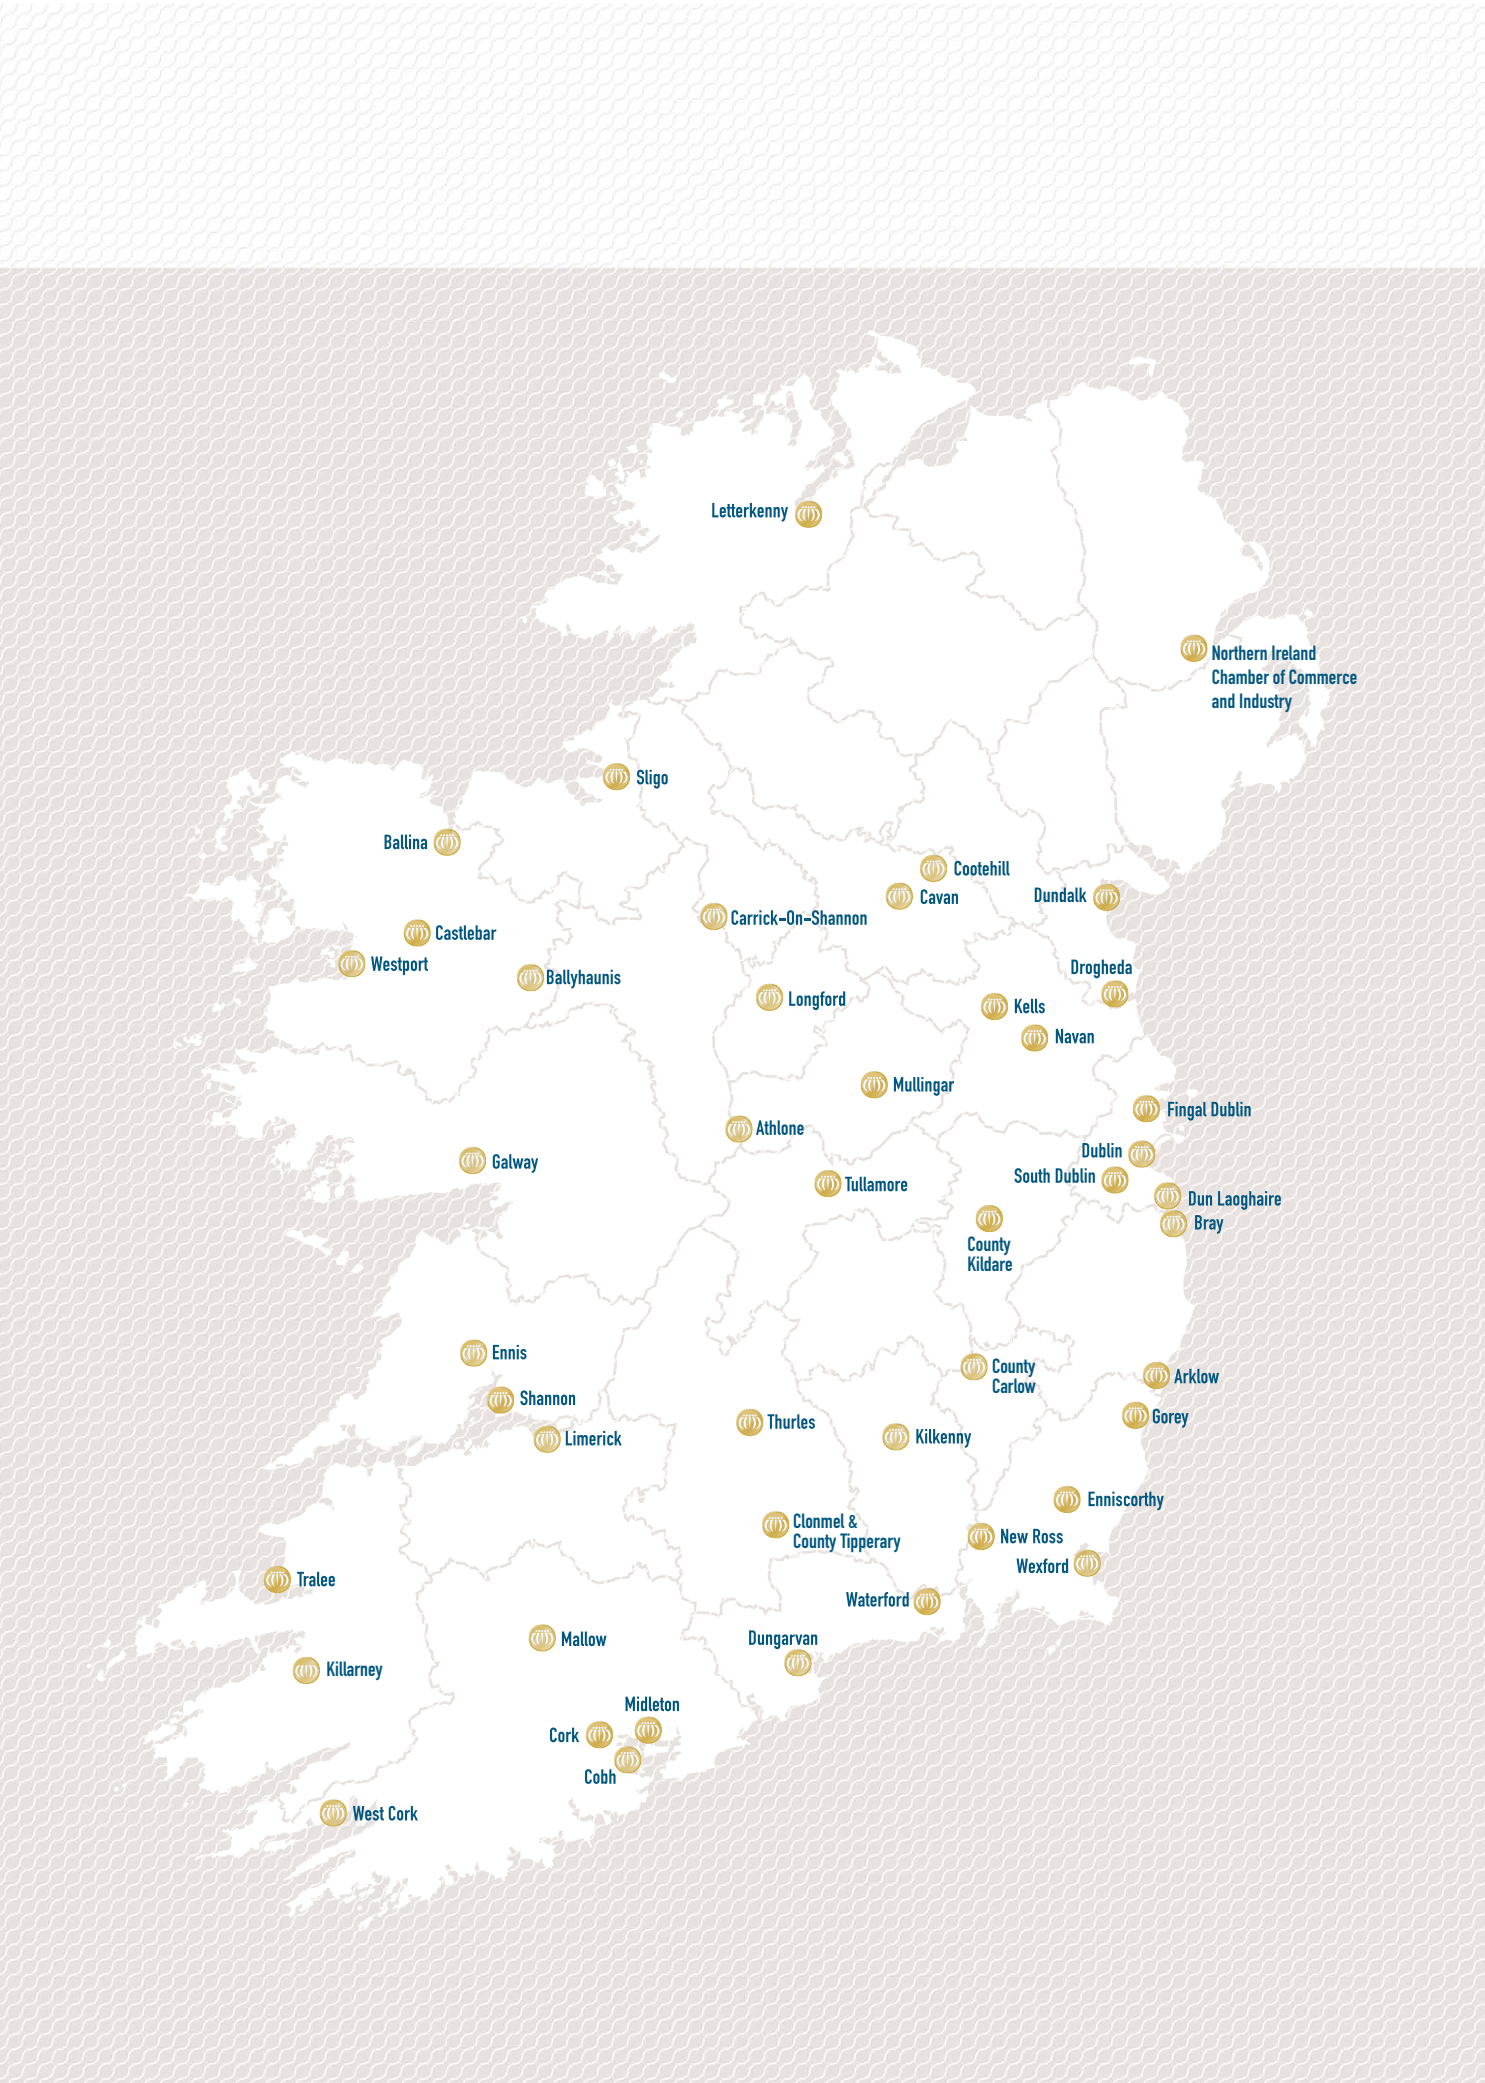 Letterkenny
Northern Ireland
Chamber of Commerce
and Industry
Sligo
Ballina
Cootehill
Cavan
Dundalk
Carrick-On-Shannon
Castlebar
Westport
Ballyhaunis
Drogheda
Longford
Kells
Navan
Mullingar
Fingal Dublin
Athlone
Dublin
Galway
South Dublin
Tullamore
Dun Laoghaire
Bray
County
Kildare
Ennis
County
Carlow
Arklow
Shannon
Gorey
Thurles
Limerick
Kilkenny
Enniscorthy
Clonmel &
County Tipperary
New Ross
Wexford
Tralee
Waterford
Mallow
Dungarvan
Killarney
Midleton
Cork
Cobh
West Cork